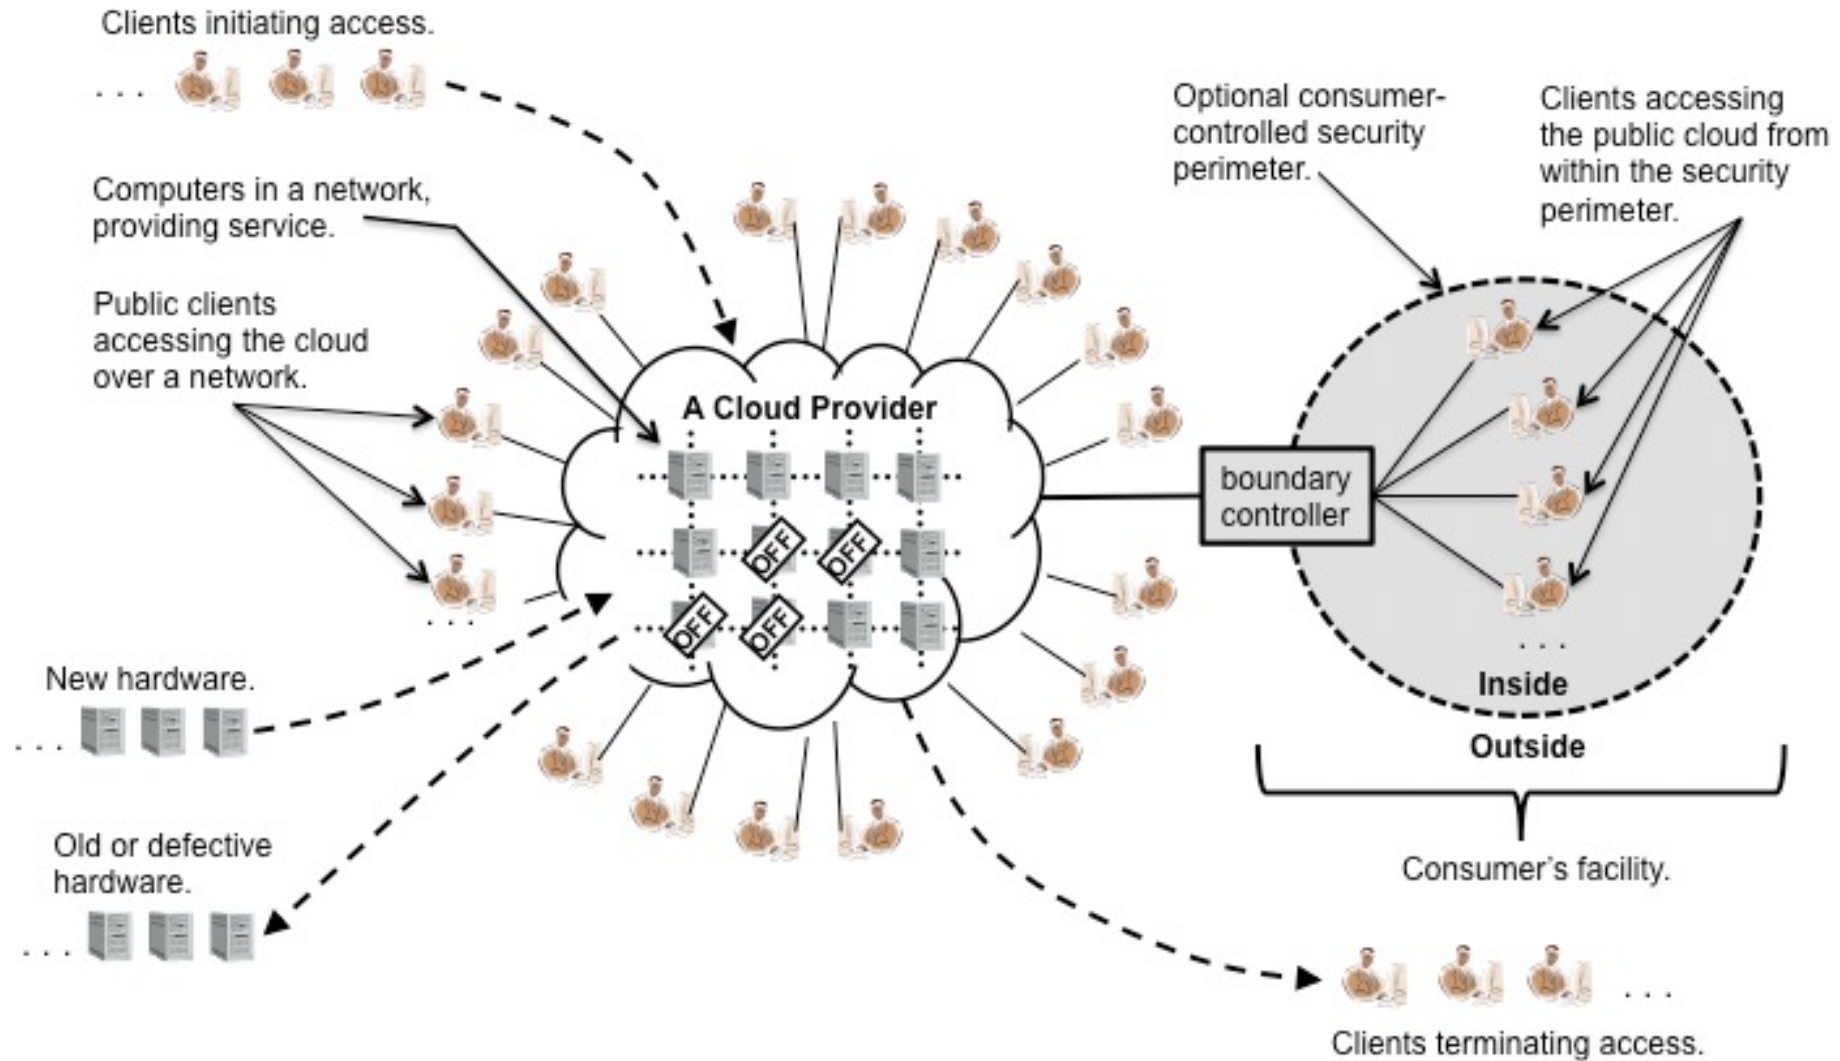 Clients initiating access.
. . .
Computers in a network,
providing service.
Public clients
accessing the cloud
over a network.
. . .
New hardware.
. . .
Old or defective
hardware.
. . .
A Cloud Provider
OFF
OFF
OFF
OFF
Optional consumer-
controlled security
perimeter.
Clients accessing
the public cloud from
within the security
perimeter.
boundary
controller
. . .
Inside
Outside
Consumer’s facility.
. . .
Clients terminating access.